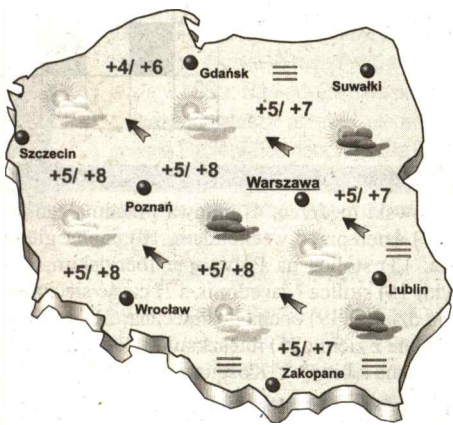 +4/ +6
Gdańsk
Suwałki
+5/ +7
Szczecin
+5/ +8
+5/ +8
Warszawa
+5/ +7
Poznań
+5/ +8
+5/ +8
Lublin
Wrocław
+5/ +7
Zakopane